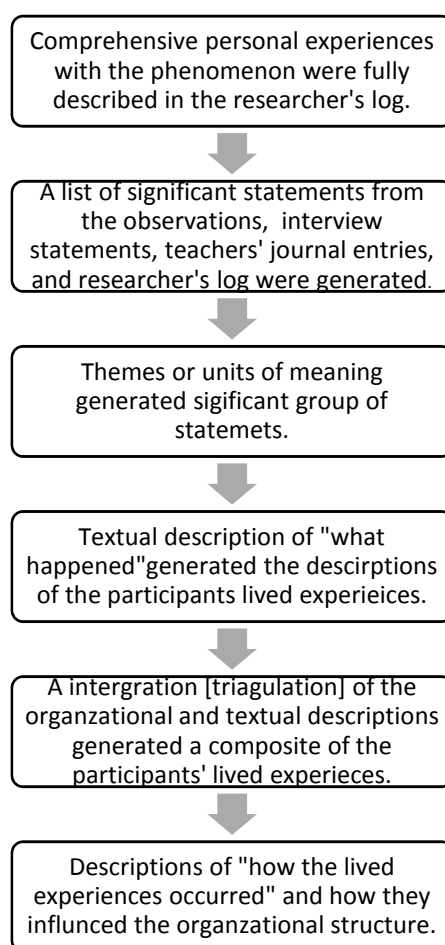 Comprehensive personal experiences
with the phenomenon were fully
described in the researcher's log.
A list of significant statements from
the observations, interview
statements, teachers' journal entries,
and researcher's log were generated.
Themes or units of meaning
generated sigificant group of
statemets.
Textual description of "what
happened"generated the descirptions
of the participants lived experieices.
A intergration [triagulation] of the
organzational and textual descriptions
generated a composite of the
participants' lived experieces.
Descriptions of "how the lived
experiences occurred" and how they
influnced the organzational structure.